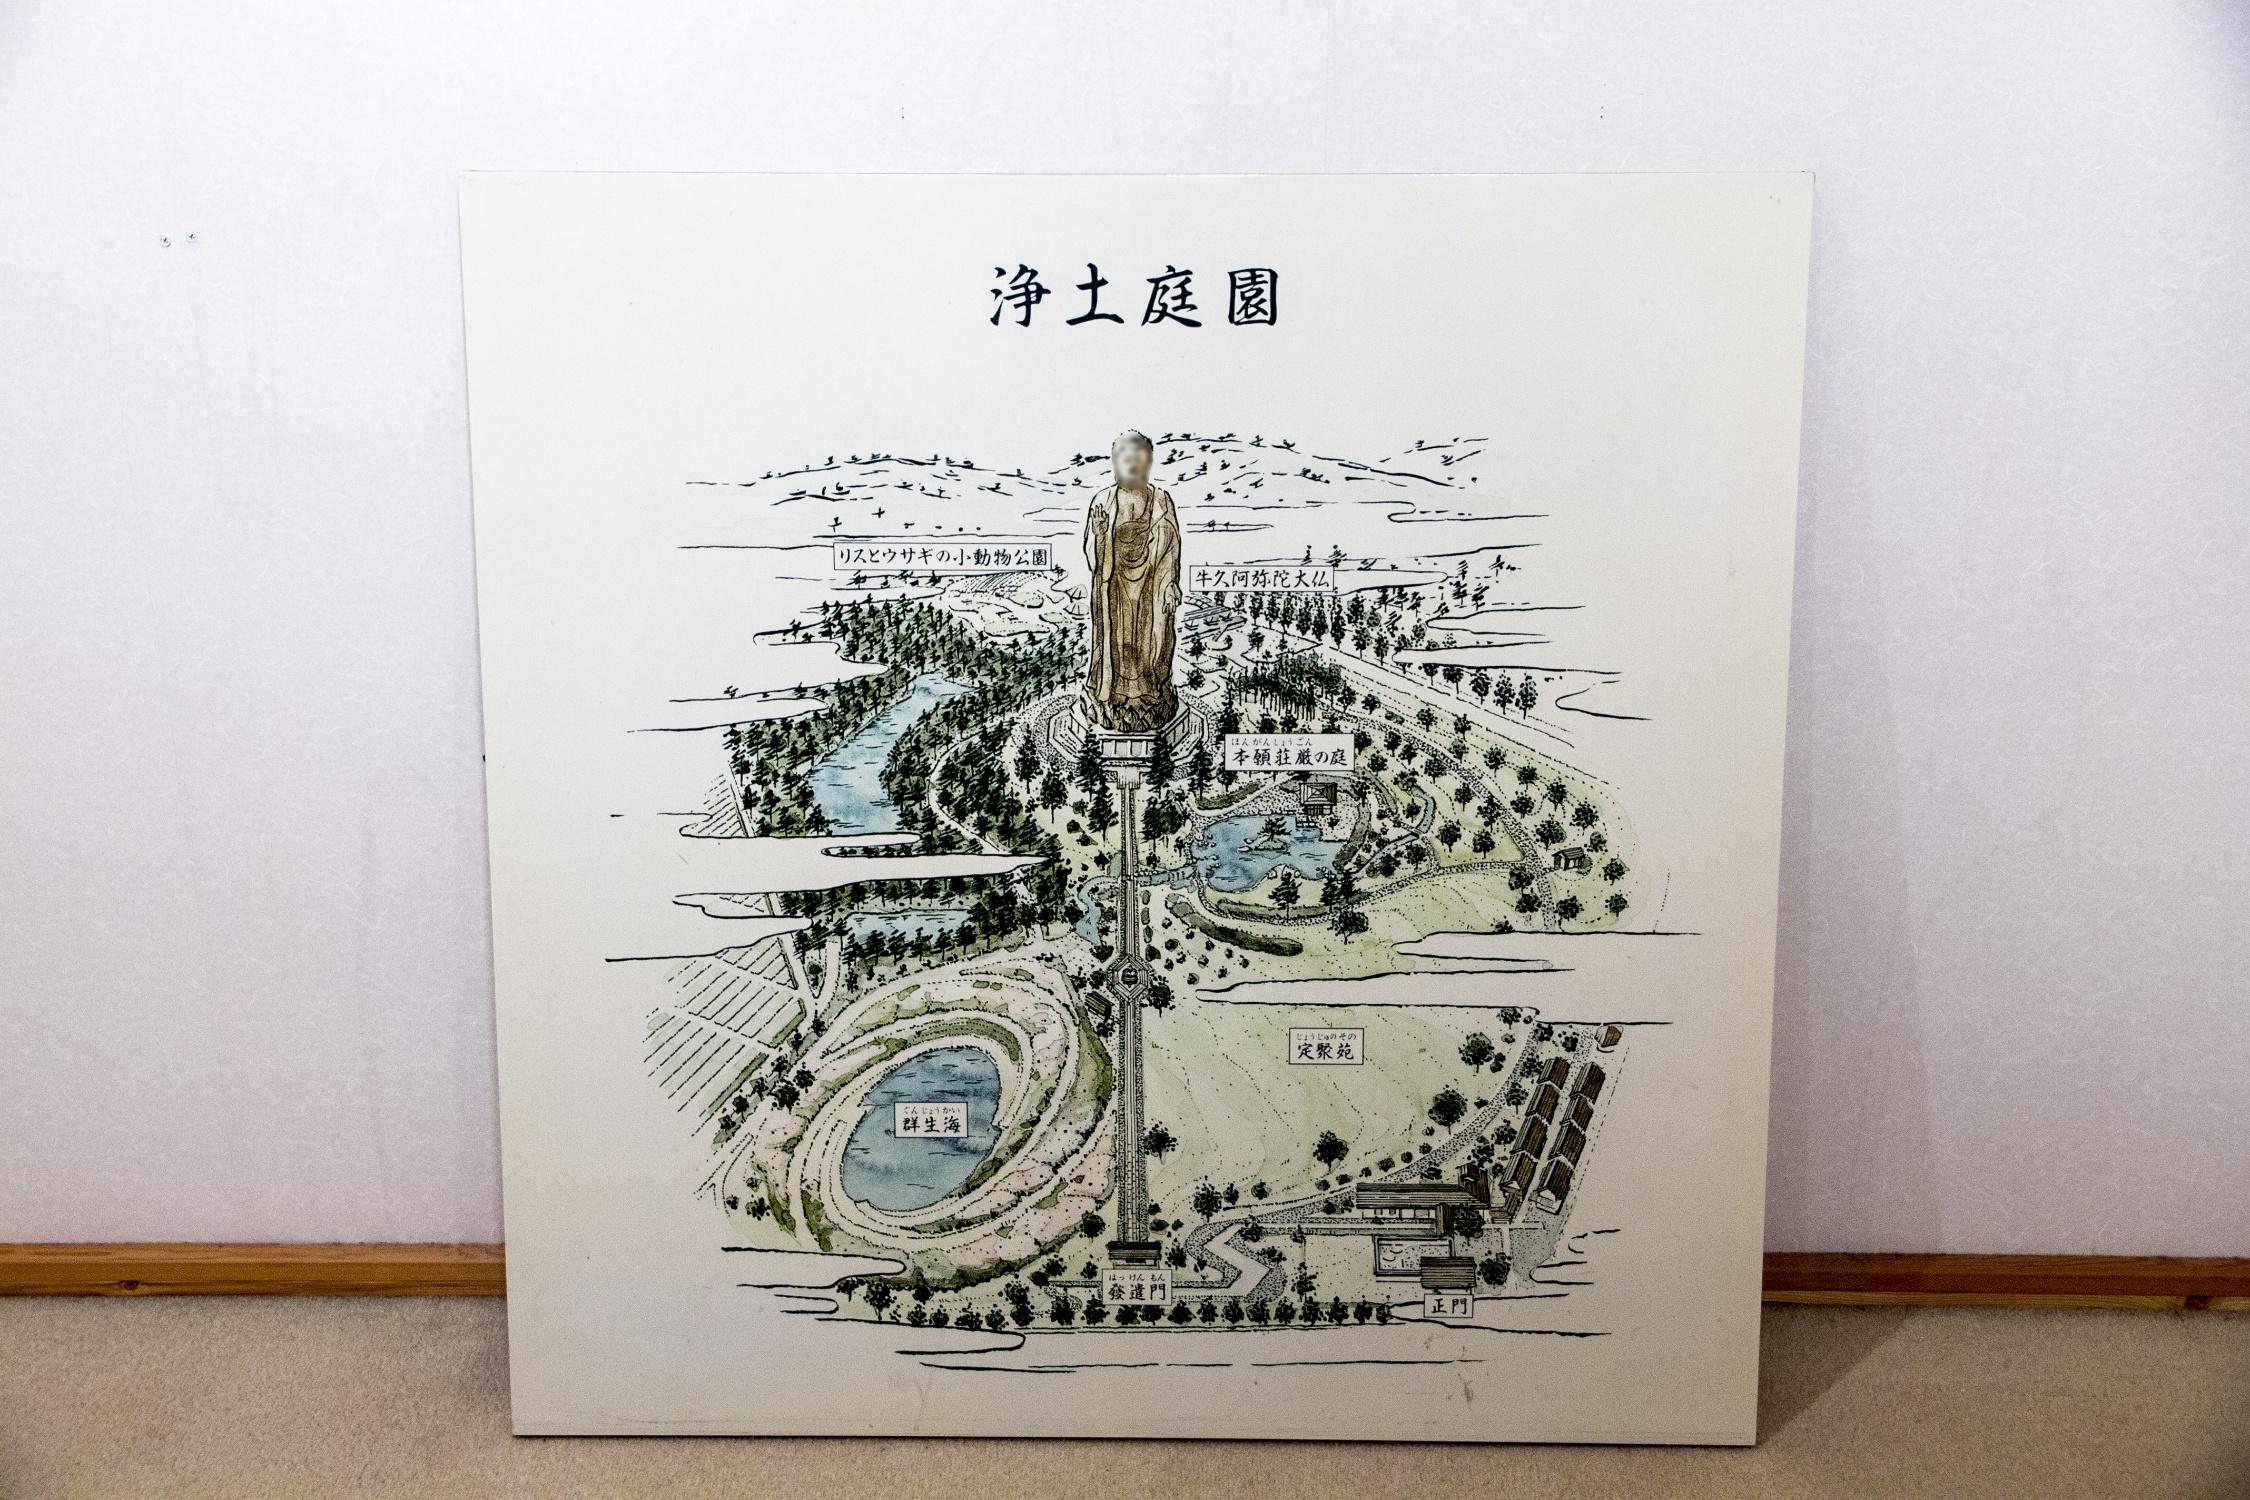 浄土庭園
リスとウサギの小動物公園
牛久阿弥陀大仏
ほんがんしょうごん
本願荘厳の庭
じょうじゅのその
定聚苑
ぐんじょうかい
群生海
はっけんもん
發遣門
正門